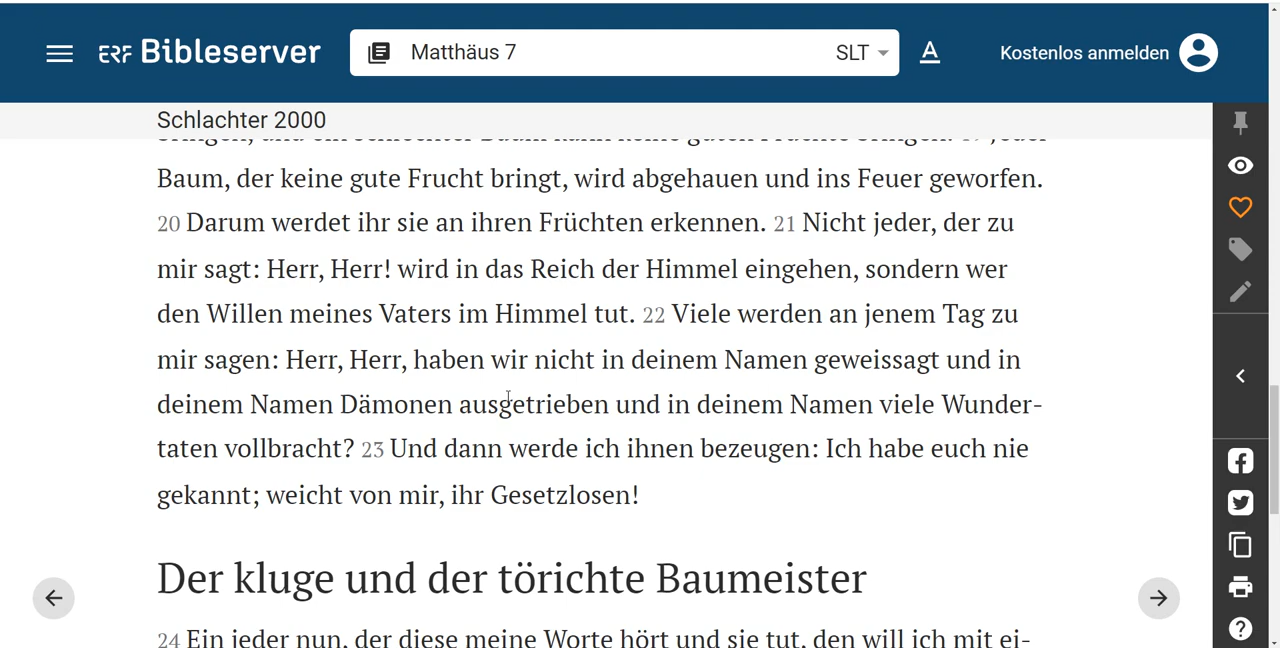 ERF Bibleserver
Matthäus 7
SLT
A
Kostenlos anmelden
Schlachter 2000
Baum, der keine gute Frucht bringt, wird abgehauen und ins Feuer geworfen.
20 Darum werdet ihr sie an ihren Früchten erkennen. 21 Nicht jeder, der zu
mir sagt: Herr, Herr! wird in das Reich der Himmel eingehen, sondern wer
den Willen meines Vaters im Himmel tut. 22 Viele werden an jenem Tag zu
mir sagen: Herr, Herr, haben wir nicht in deinem Namen geweissagt und in
deinem Namen Dämonen ausgetrieben und in deinem Namen viele Wunder-
taten vollbracht? 23 Und dann werde ich ihnen bezeugen: Ich habe euch nie
gekannt; weicht von mir, ihr Gesetzlosen!
Der kluge und der törichte Baumeister
24 Ein jeder nun, der diese meine Worte hört und sie tut, den will ich mit ei-